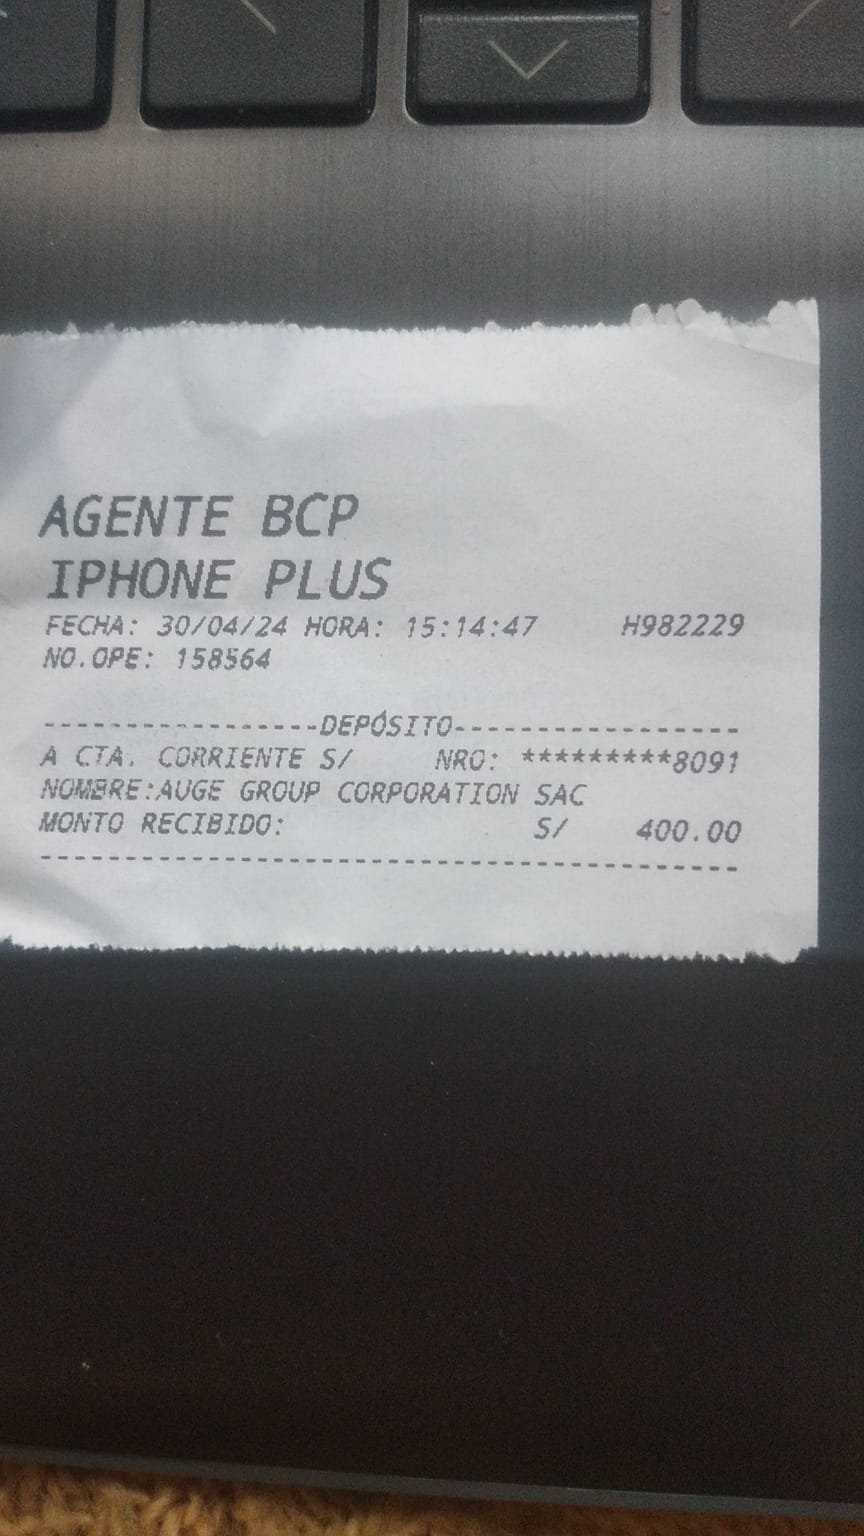 AGENTE BCP
IPHONE PLUS
FECHA: 30/04/24 HORA: 15:14:47 H982229
NO.OPE: 158564
-----------------DEPÓSITO------------------
A CTA. CORRIENTE S/ NRO: *********8091
NOMBRE:AUGE GROUP CORPORATION SAC
MONTO RECIBIDO: S/ 400.00
-------------------------------------------